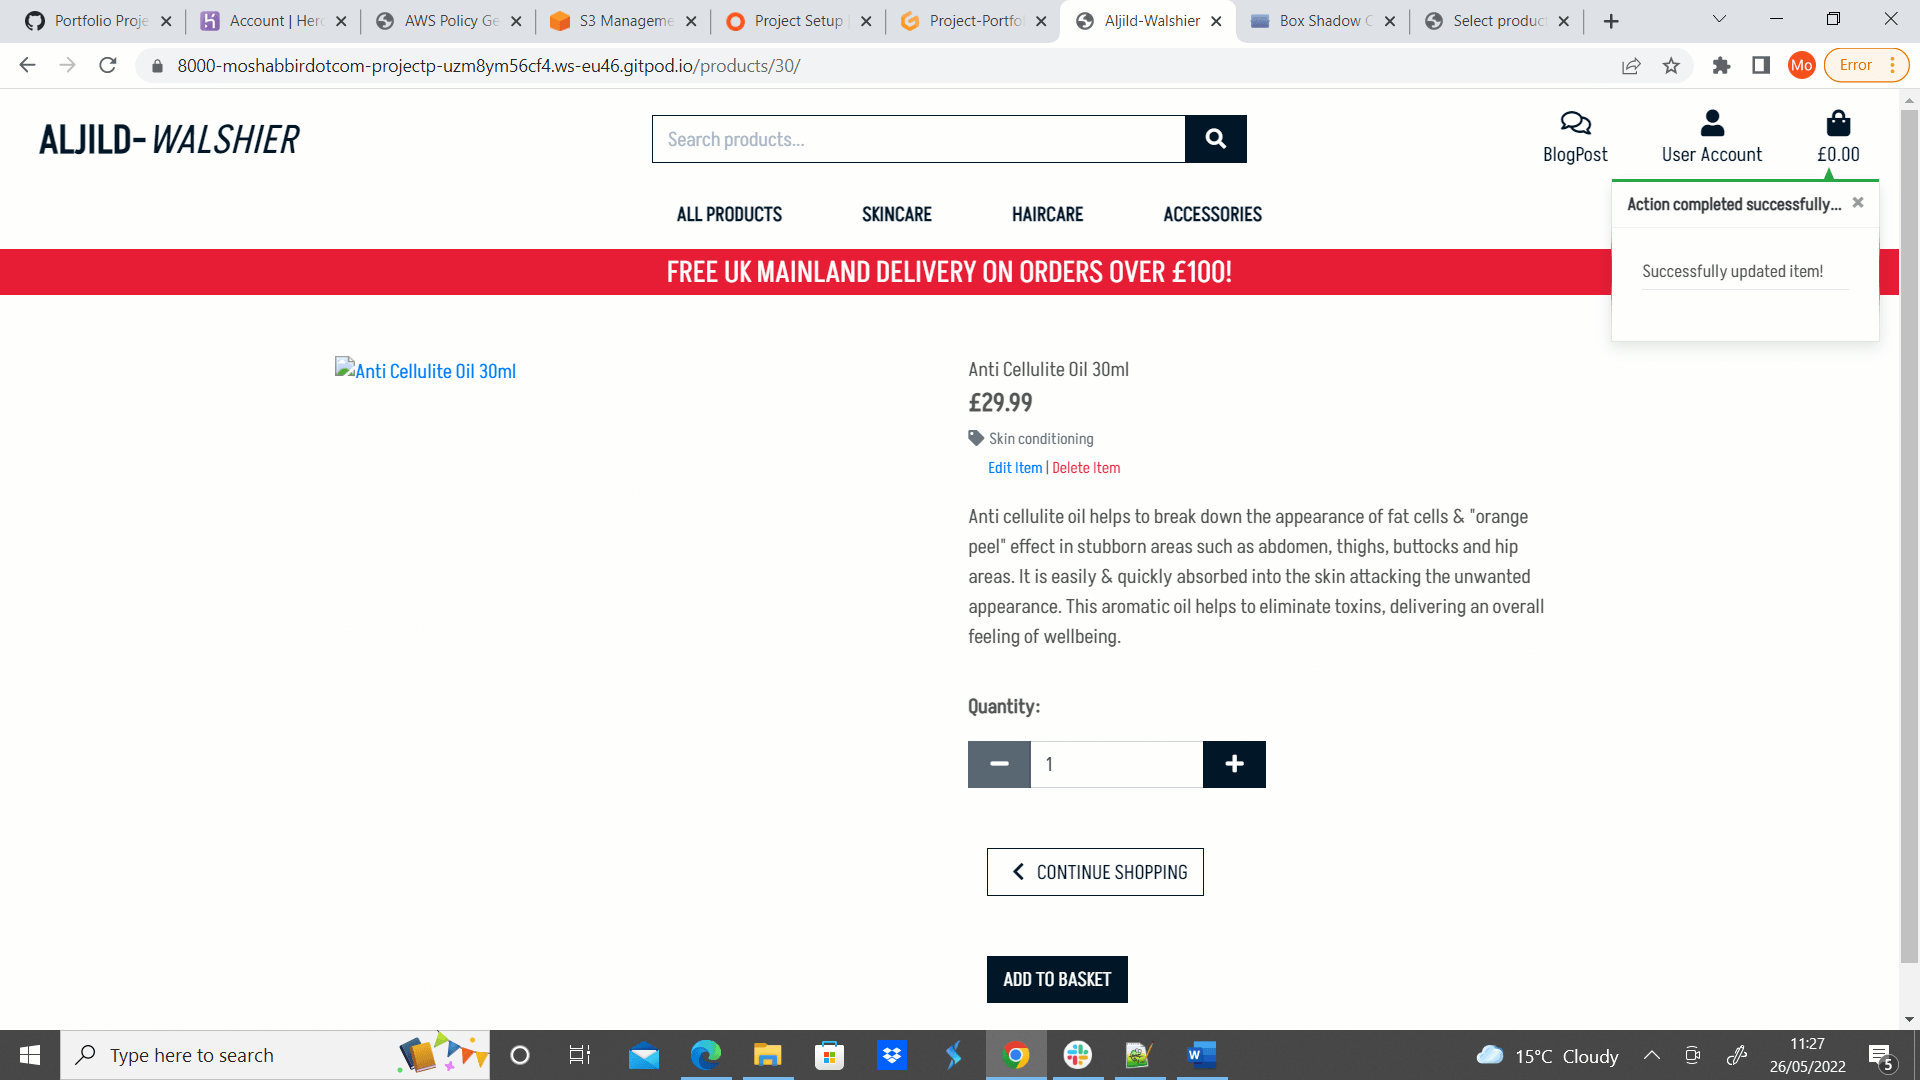 Portfolio Proje
Account | Hero
AWS Policy Ge
S3 Manageme
Project Setup
Project-Portfo
Aljild-Walshier
Box Shadow C
Select product
8000-moshabbirdotcom-projectp-uzm8ym56cf4.ws-eu46.gitpod.io/products/30/
Mo
Error
ALJILD-WALSHIER
Search products...
BlogPost
User Account
£0.00
ALL PRODUCTS
SKINCARE
HAIRCARE
ACCESSORIES
Action completed successfully...
Successfully updated item!
FREE UK MAINLAND DELIVERY ON ORDERS OVER £100!
Anti Cellulite Oil 30ml
Anti Cellulite Oil 30ml
£29.99
Skin conditioning
Edit Item | Delete Item
Anti cellulite oil helps to break down the appearance of fat cells & "orange
peel" effect in stubborn areas such as abdomen, thighs, buttocks and hip
areas. It is easily & quickly absorbed into the skin attacking the unwanted
appearance. This aromatic oil helps to eliminate toxins, delivering an overall
feeling of wellbeing.
Quantity:
1
CONTINUE SHOPPING
ADD TO BASKET
Type here to search
15°C Cloudy
11:27
26/05/2022
5